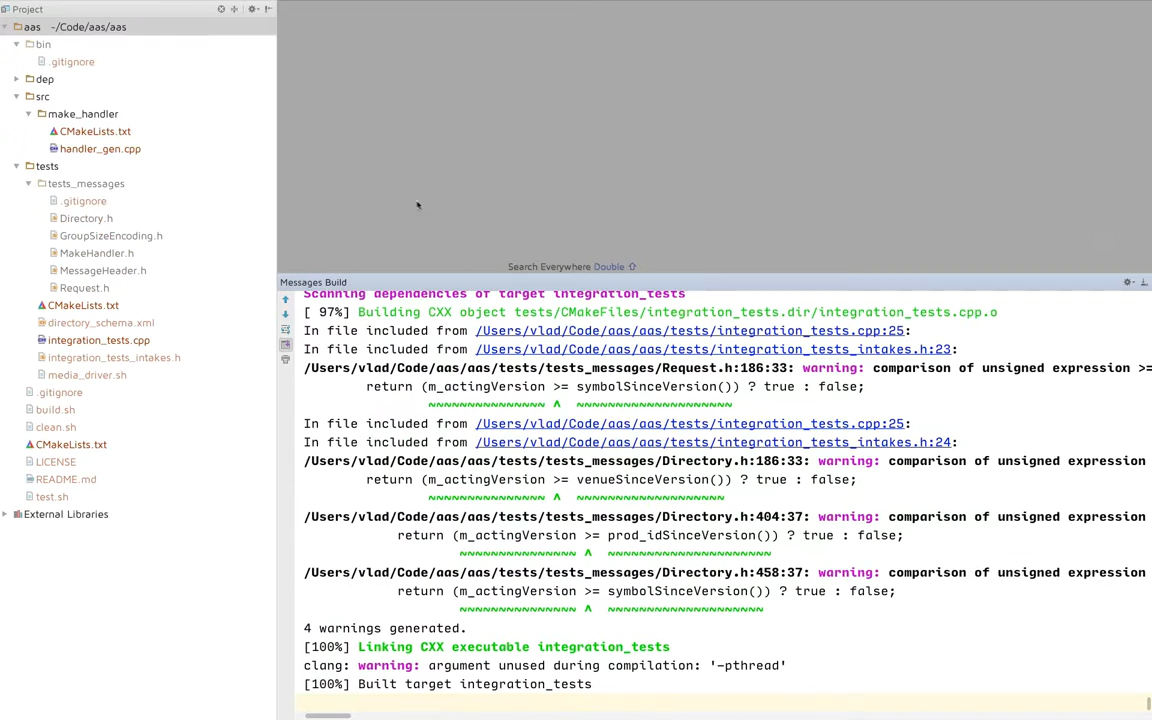 Project
aas ~/Code/aas/aas
bin
.gitignore
dep
src
make_handler
CMakeLists.txt
handler_gen.cpp
tests
tests_messages
.gitignore
Directory.h
GroupSizeEncoding.h
MakeHandler.h
MessageHeader.h
Request.h
CMakeLists.txt
directory_schema.xml
integration_tests.cpp
integration_tests_intakes.h
media_driver.sh
.gitignore
build.sh
clean.sh
CMakeLists.txt
LICENSE
README.md
test.sh
External Libraries
Search Everywhere Double ⇧
Messages Build
Scanning dependencies of target integration_tests
[ 97%] Building CXX object tests/CMakeFiles/integration_tests.dir/integration_tests.cpp.o
In file included from /Users/vlad/Code/aas/aas/tests/integration_tests.cpp:25:
In file included from /Users/vlad/Code/aas/aas/tests/integration_tests_intakes.h:23:
/Users/vlad/Code/aas/aas/tests/tests_messages/Request.h:186:33: warning: comparison of unsigned expression >=
return (m_actingVersion >= symbolSinceVersion()) ? true : false;
~~~~~~~~~~~~~~~ ^  ~~~~~~~~~~~~~~~~~~~~
In file included from /Users/vlad/Code/aas/aas/tests/integration_tests.cpp:25:
In file included from /Users/vlad/Code/aas/aas/tests/integration_tests_intakes.h:24:
/Users/vlad/Code/aas/aas/tests/tests_messages/Directory.h:186:33: warning: comparison of unsigned expression
return (m_actingVersion >= venueSinceVersion()) ? true : false;
~~~~~~~~~~~~~~~ ^  ~~~~~~~~~~~~~~~~~~~
/Users/vlad/Code/aas/aas/tests/tests_messages/Directory.h:404:37: warning: comparison of unsigned expression
return (m_actingVersion >= prod_idSinceVersion()) ? true : false;
~~~~~~~~~~~~~~~ ^  ~~~~~~~~~~~~~~~~~~~~~
/Users/vlad/Code/aas/aas/tests/tests_messages/Directory.h:458:37: warning: comparison of unsigned expression
return (m_actingVersion >= symbolSinceVersion()) ? true : false;
~~~~~~~~~~~~~~~ ^  ~~~~~~~~~~~~~~~~~~~~
4 warnings generated.
[100%] Linking CXX executable integration_tests
clang: warning: argument unused during compilation: '-pthread'
[100%] Built target integration_tests